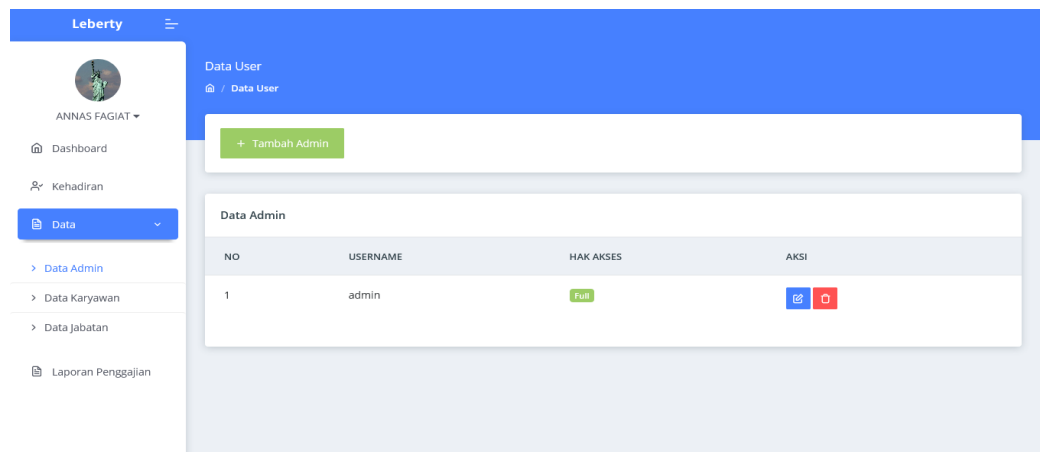 Leberty
ANNAS FAGIAT
Dashboard
Kehadiran
Data
Data Admin
Data Karyawan
Data Jabatan
Laporan Penggajian
Data User
/ Data User
+ Tambah Admin
Data Admin
NO USERNAME HAK AKSES AKSI
1 admin Full